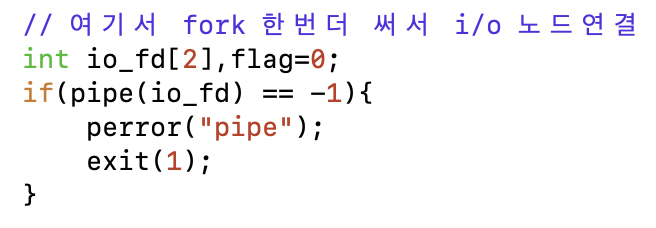 // 여기서 fork 한번더 써서 i/o 노드연결
int io_fd[2],flag=0;
if(pipe(io_fd) == -1){
    perror("pipe");
    exit(1);
}